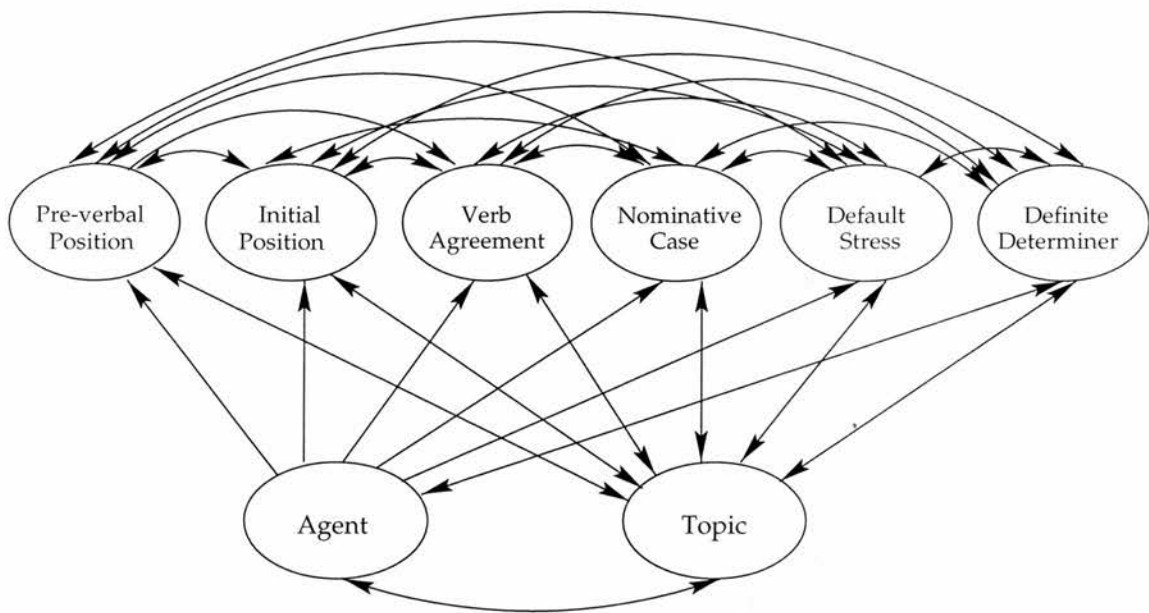 Pre-verbal
Position
Initial
Position
Verb
Agreement
Nominative
Case
Default
Stress
Definite
Determiner
Agent
Topic